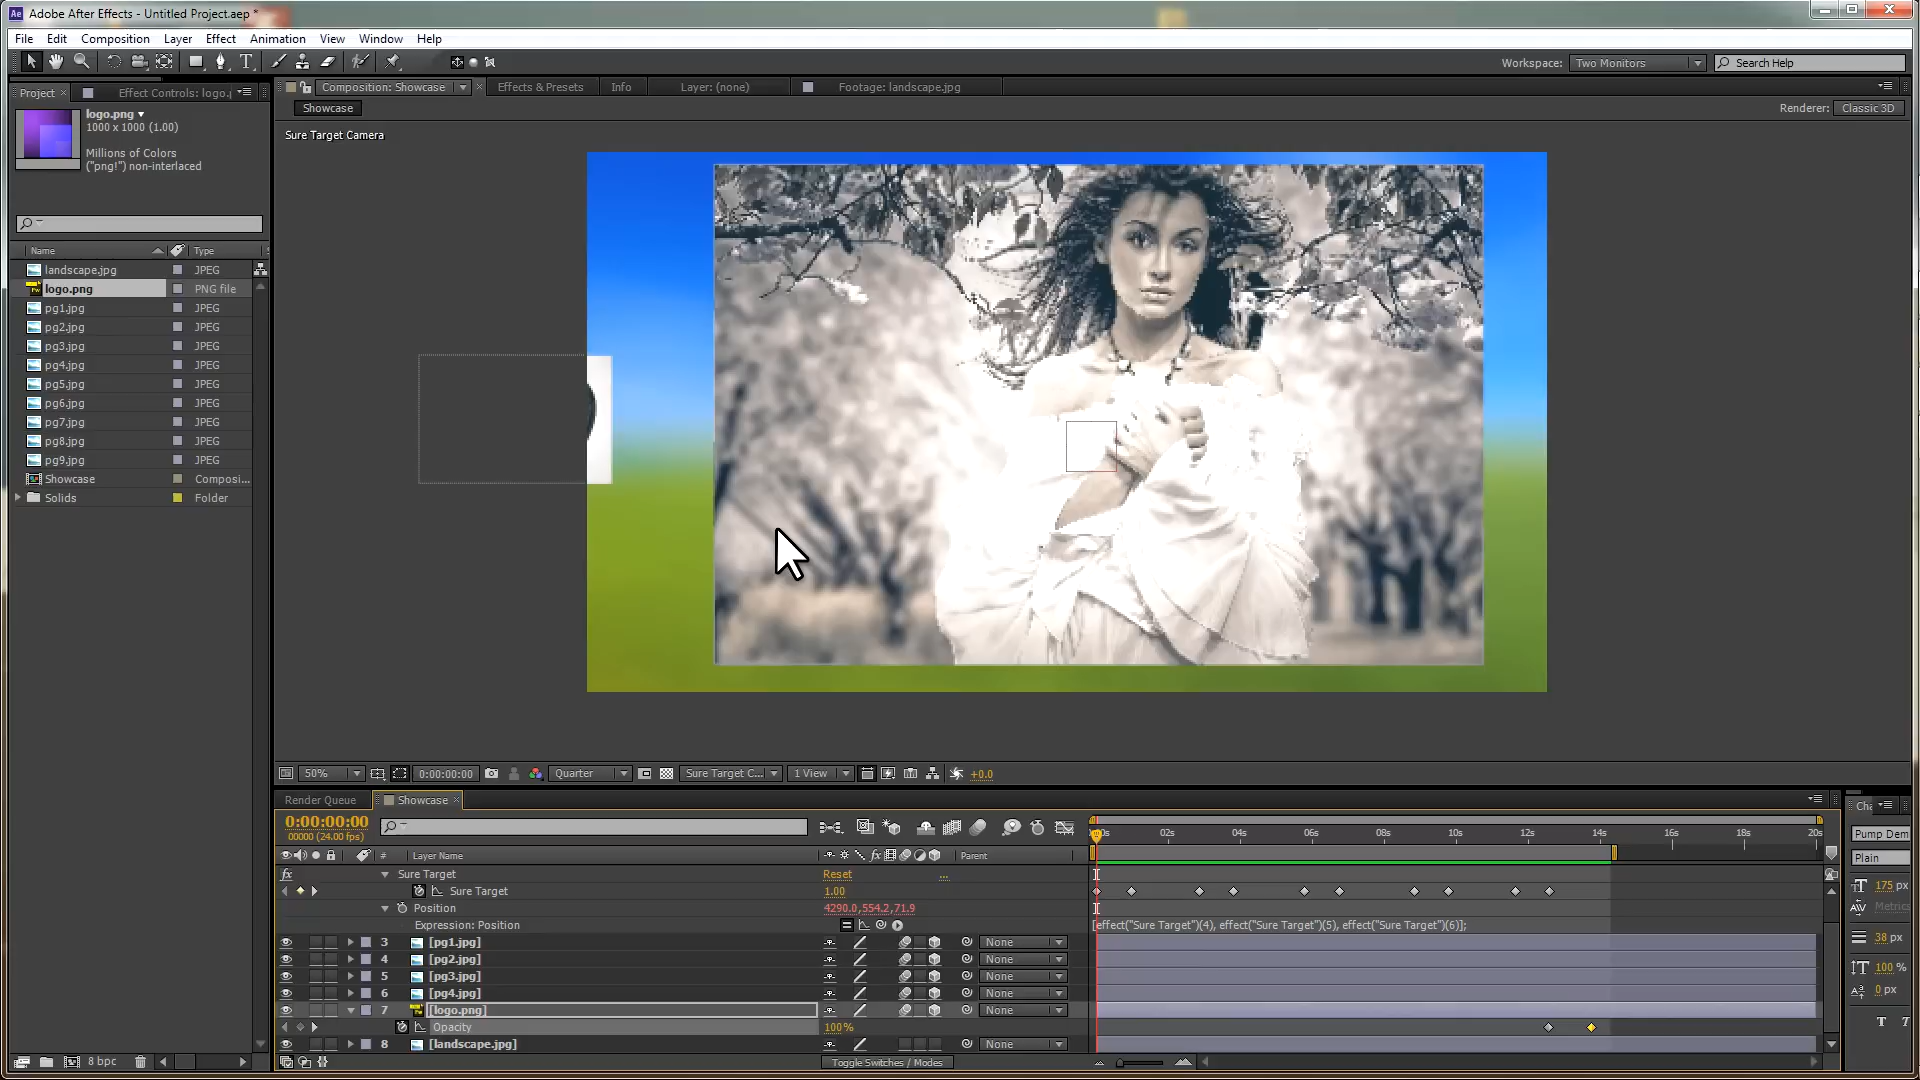 Adobe After Effects - Untitled Project.aep *
File Edit Composition Layer Effect Animation View Window Help
Workspace: Two Monitors Search Help
Project Effect Controls: logo.p Composition: Showcase Effects & Presets Info Layer: (none) Footage: landscape.jpg
logo.png
1000 x 1000 (1.00)
Millions of Colors
("png!") non-interlaced
Showcase Renderer: Classic 3D
Sure Target Camera
Name Type
landscape.jpg JPEG
logo.png PNG file
pg1.jpg JPEG
pg2.jpg JPEG
pg3.jpg JPEG
pg4.jpg JPEG
pg5.jpg JPEG
pg6.jpg JPEG
pg7.jpg JPEG
pg8.jpg JPEG
pg9.jpg JPEG
Showcase Composi...
Solids Folder
50% 0:00:00:00 Quarter Sure Target C... 1 View +0.0
Render Queue Showcase
0:00:00:00
00000 (24.00 fps)
02s 04s 06s 08s 10s 12s 14s 16s 18s 20s
# Layer Name fx Parent
fx Sure Target Reset ...
Sure Target 1.00
Position 4290.0,554.2,71.9
Expression: Position [effect("Sure Target")(4), effect("Sure Target")(5), effect("Sure Target")(6)];
3 [pg1.jpg] None
4 [pg2.jpg] None
5 [pg3.jpg] None
6 [pg4.jpg] None
7 [logo.png] None
Opacity 100%
8 [landscape.jpg] None
8 bpc Toggle Switches / Modes
Cha
Pump Dem
Plain
175 px
Metrics
38 px
100 %
0 px
T T